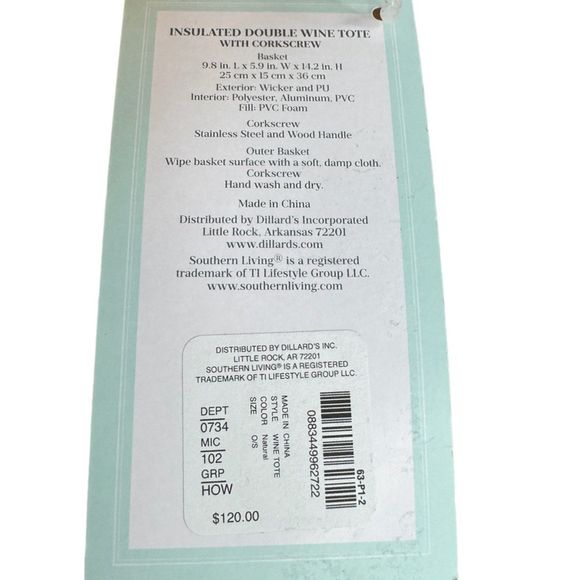 INSULATED DOUBLE WINE TOTE
WITH CORKSCREW
Basket
9.8 in. L x 5.9 in. W x 14.2 in. H
25 cm x 15 cm x 36 cm
Exterior: Wicker and PU
Interior: Polyester, Aluminum, PVC
Fill: PVC Foam
Corkscrew
Stainless Steel and Wood Handle
Outer Basket
Wipe basket surface with a soft, damp cloth.
Corkscrew
Hand wash and dry.
Made in China
Distributed by Dillard's Incorporated
Little Rock, Arkansas 72201
www.dillards.com
Southern Living® is a registered
trademark of TI Lifestyle Group LLC.
www.southernliving.com
DISTRIBUTED BY DILLARD'S INC.
LITTLE ROCK, AR 72201
SOUTHERN LIVING® IS A REGISTERED
TRADEMARK OF TI LIFESTYLE GROUP LLC.
DEPT
0734
MIC
102
GRP
HOW
$120.00
MADE IN CHINA
STYLE WINE TOTE
COLOR Natural
SIZE O/S
0883449962722
63-P1-2